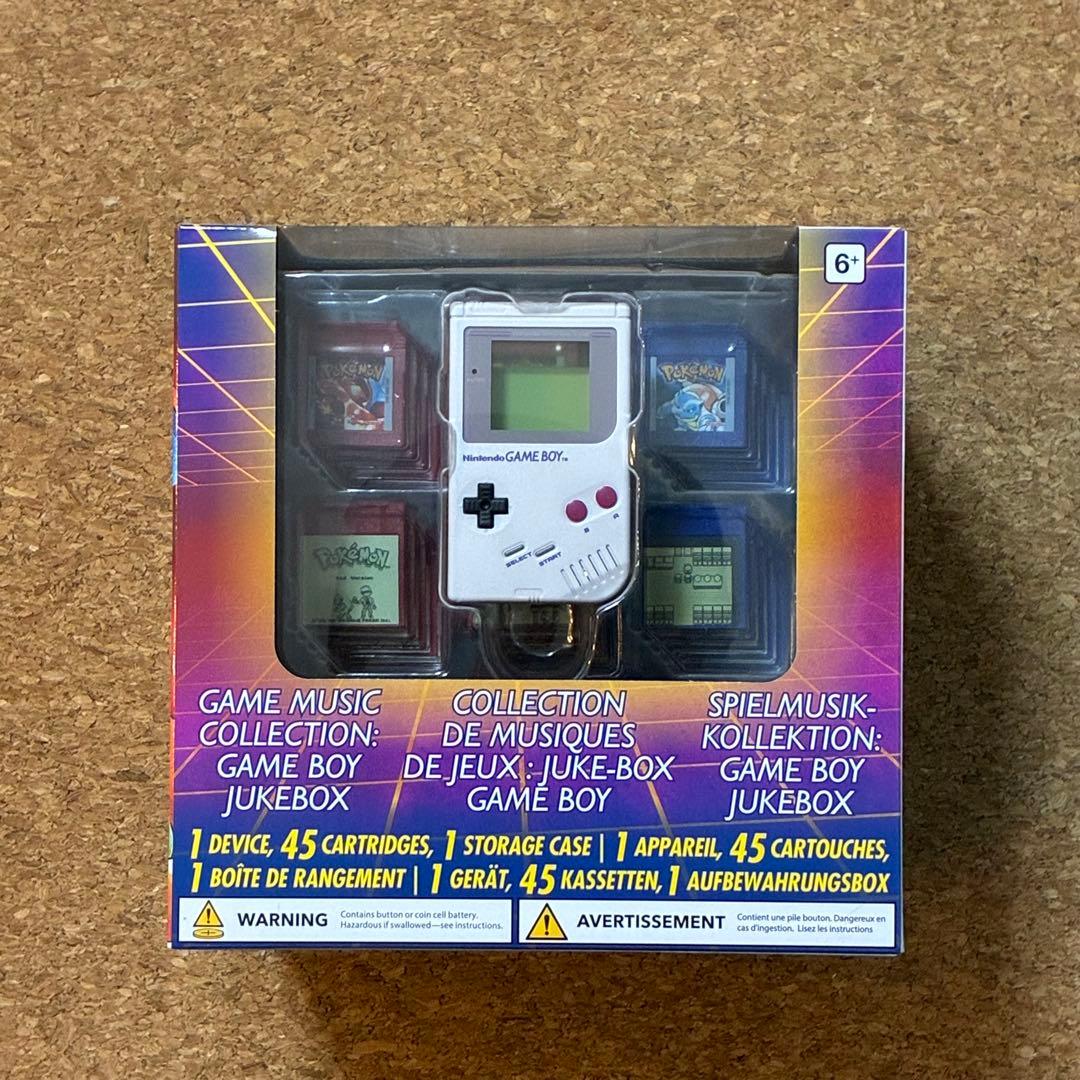 6+
POKéMON
POKéMON
Nintendo GAME BOY TM
B A
SELECT START
POKéMON
Red Version
GAME MUSIC
COLLECTION:
GAME BOY
JUKEBOX
COLLECTION
DE MUSIQUES
DE JEUX : JUKE-BOX
GAME BOY
SPIELMUSIK-
KOLLEKTION:
GAME BOY
JUKEBOX
1 DEVICE, 45 CARTRIDGES, 1 STORAGE CASE | 1 APPAREIL, 45 CARTOUCHES,
1 BOÎTE DE RANGEMENT | 1 GERÄT, 45 KASSETTEN, 1 AUFBEWAHRUNGSBOX
WARNING
Contains button or coin cell battery.
Hazardous if swallowed—see instructions.
AVERTISSEMENT
Contient une pile bouton. Dangereux en
cas d'ingestion. Lisez les instructions